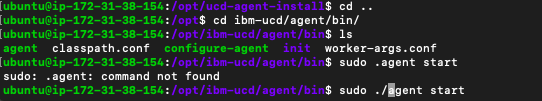 ubuntu@ip-172-31-38-154:/opt/ucd-agent-install$ cd ..
ubuntu@ip-172-31-38-154:/opt$ cd ibm-ucd/agent/bin/
ubuntu@ip-172-31-38-154:/opt/ibm-ucd/agent/bin$ ls
agent classpath.conf configure-agent init worker-args.conf
ubuntu@ip-172-31-38-154:/opt/ibm-ucd/agent/bin$ sudo .agent start
sudo: .agent: command not found
ubuntu@ip-172-31-38-154:/opt/ibm-ucd/agent/bin$ sudo ./agent start